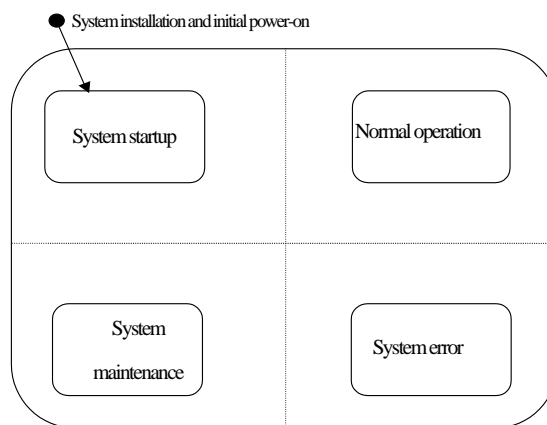 System installation and initial power-on
System startup
Normal operation
System
maintenance
System error